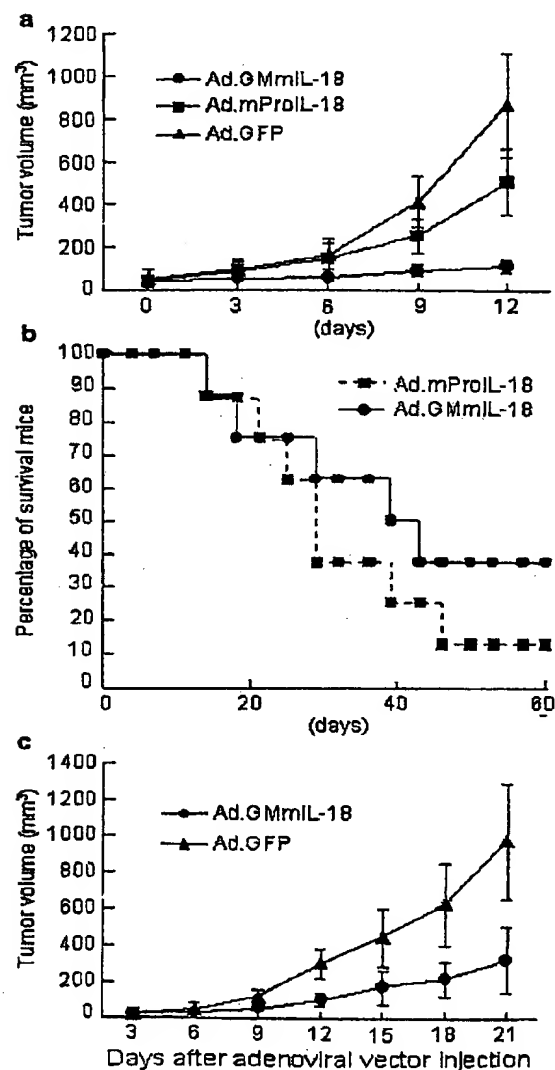 a
1200
1000
800
600
400
200
0
Tumor volume (mm³)
Ad.GMmIL-18
Ad.mProIL-18
Ad.GFP
0 3 6 9 12
(days)
b
100
90
80
70
60
50
40
30
20
10
0
Percentage of survival mice
Ad.mProIL-18
Ad.GMmIL-18
0 20 40 60
(days)
c
1400
1200
1000
800
600
400
200
0
Tumor volume (mm³)
Ad.GMmIL-18
Ad.GFP
3 6 9 12 15 18 21
Days after adenoviral vector injection